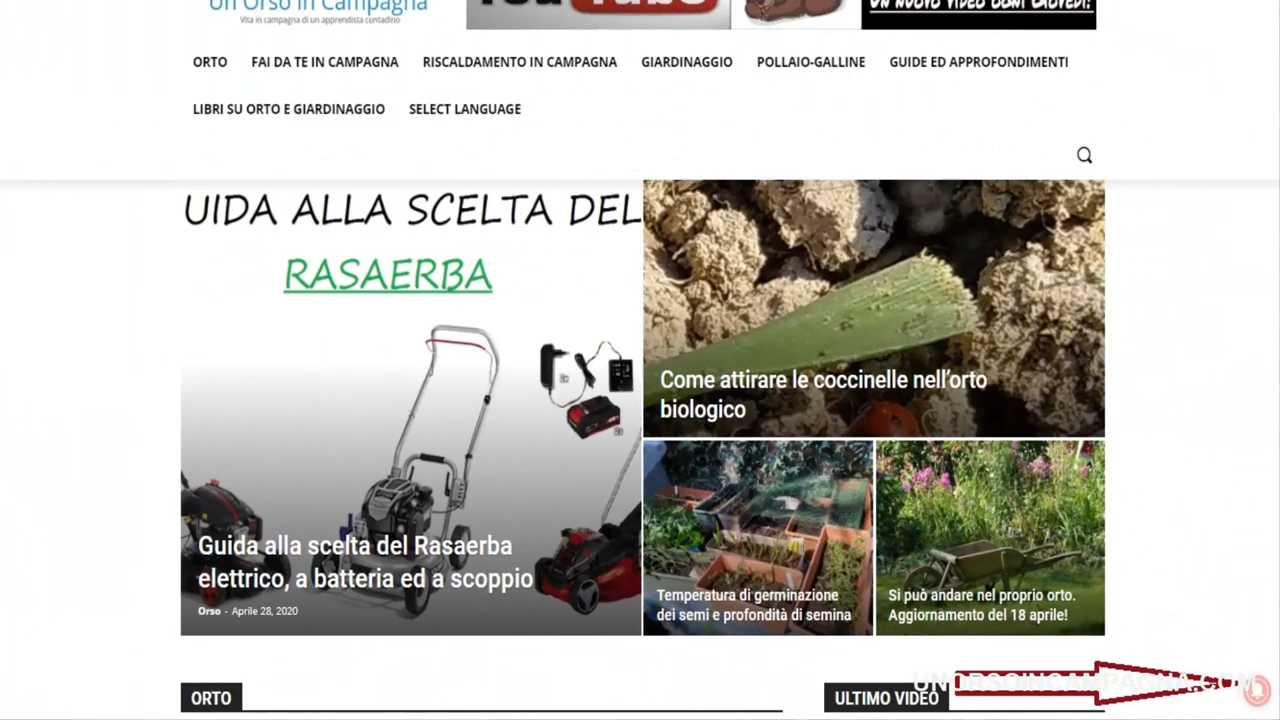 Un Orso in Campagna
Vita in campagna di un apprendista contadino
YouTube
UN NUOVO VIDEO OGNI GIOVEDI!
ORTO
FAI DA TE IN CAMPAGNA
RISCALDAMENTO IN CAMPAGNA
GIARDINAGGIO
POLLAIO-GALLINE
GUIDE ED APPROFONDIMENTI
LIBRI SU ORTO E GIARDINAGGIO
SELECT LANGUAGE
UIDA ALLA SCELTA DEL
RASAERBA
Come attirare le coccinelle nell'orto
biologico
Guida alla scelta del Rasaerba
elettrico, a batteria ed a scoppio
Orso - Aprile 28, 2020
Temperatura di germinazione
dei semi e profondità di semina
Si può andare nel proprio orto.
Aggiornamento del 18 aprile!
ORTO
ULTIMO VIDEO
UNORSOINCAMPAGNA.COM